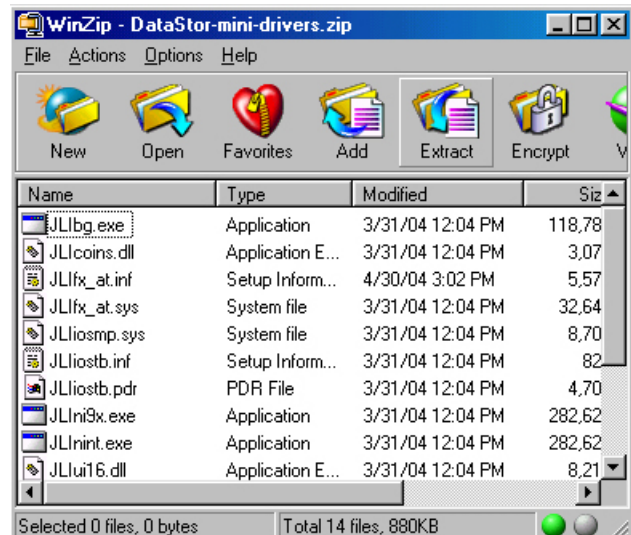 WinZip - DataStor-mini-drivers.zip
File Actions Options Help
New Open Favorites Add Extract Encrypt V
Name Type Modified Siz
JLIbg.exe Application 3/31/04 12:04 PM 118,78
JLIcoins.dll Application E... 3/31/04 12:04 PM 3,07
JLIfx_at.inf Setup Inform... 4/30/04 3:02 PM 5,57
JLIfx_at.sys System file 3/31/04 12:04 PM 32,64
JLIiosmp.sys System file 3/31/04 12:04 PM 8,70
JLIiostb.inf Setup Inform... 3/31/04 12:04 PM 82
JLIiostb.pdr PDR File 3/31/04 12:04 PM 4,70
JLIni9x.exe Application 3/31/04 12:04 PM 282,62
JLInint.exe Application 3/31/04 12:04 PM 282,62
JLIui16.dll Application E... 3/31/04 12:04 PM 8,21
Selected 0 files, 0 bytes Total 14 files, 880KB